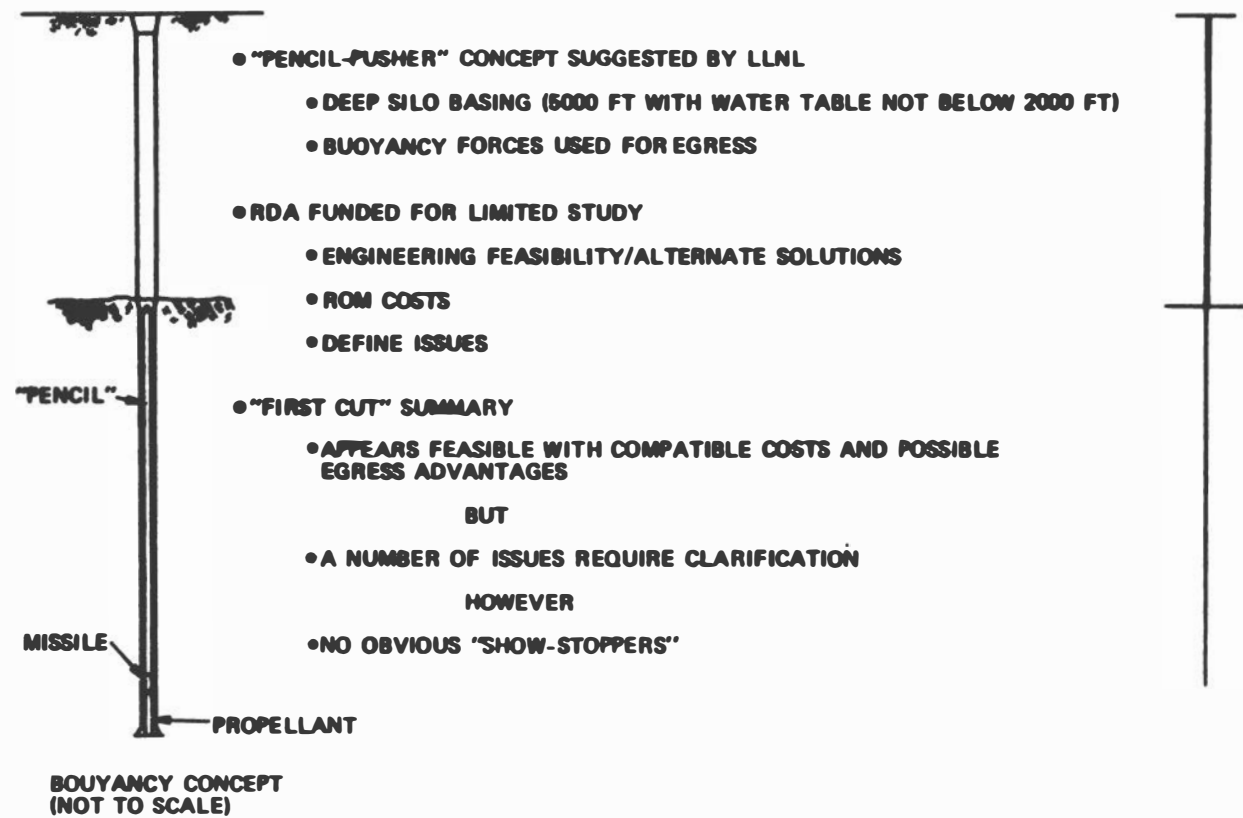 • "PENCIL-PUSHER" CONCEPT SUGGESTED BY LLNL
• DEEP SILO BASING (5000 FT WITH WATER TABLE NOT BELOW 2000 FT)
• BUOYANCY FORCES USED FOR EGRESS
• RDA FUNDED FOR LIMITED STUDY
• ENGINEERING FEASIBILITY/ALTERNATE SOLUTIONS
• ROM COSTS
• DEFINE ISSUES
"PENCIL"
• "FIRST CUT" SUMMARY
• APPEARS FEASIBLE WITH COMPATIBLE COSTS AND POSSIBLE
EGRESS ADVANTAGES
BUT
• A NUMBER OF ISSUES REQUIRE CLARIFICATION
HOWEVER
• NO OBVIOUS "SHOW-STOPPERS"
MISSILE
PROPELLANT
BOUYANCY CONCEPT
(NOT TO SCALE)